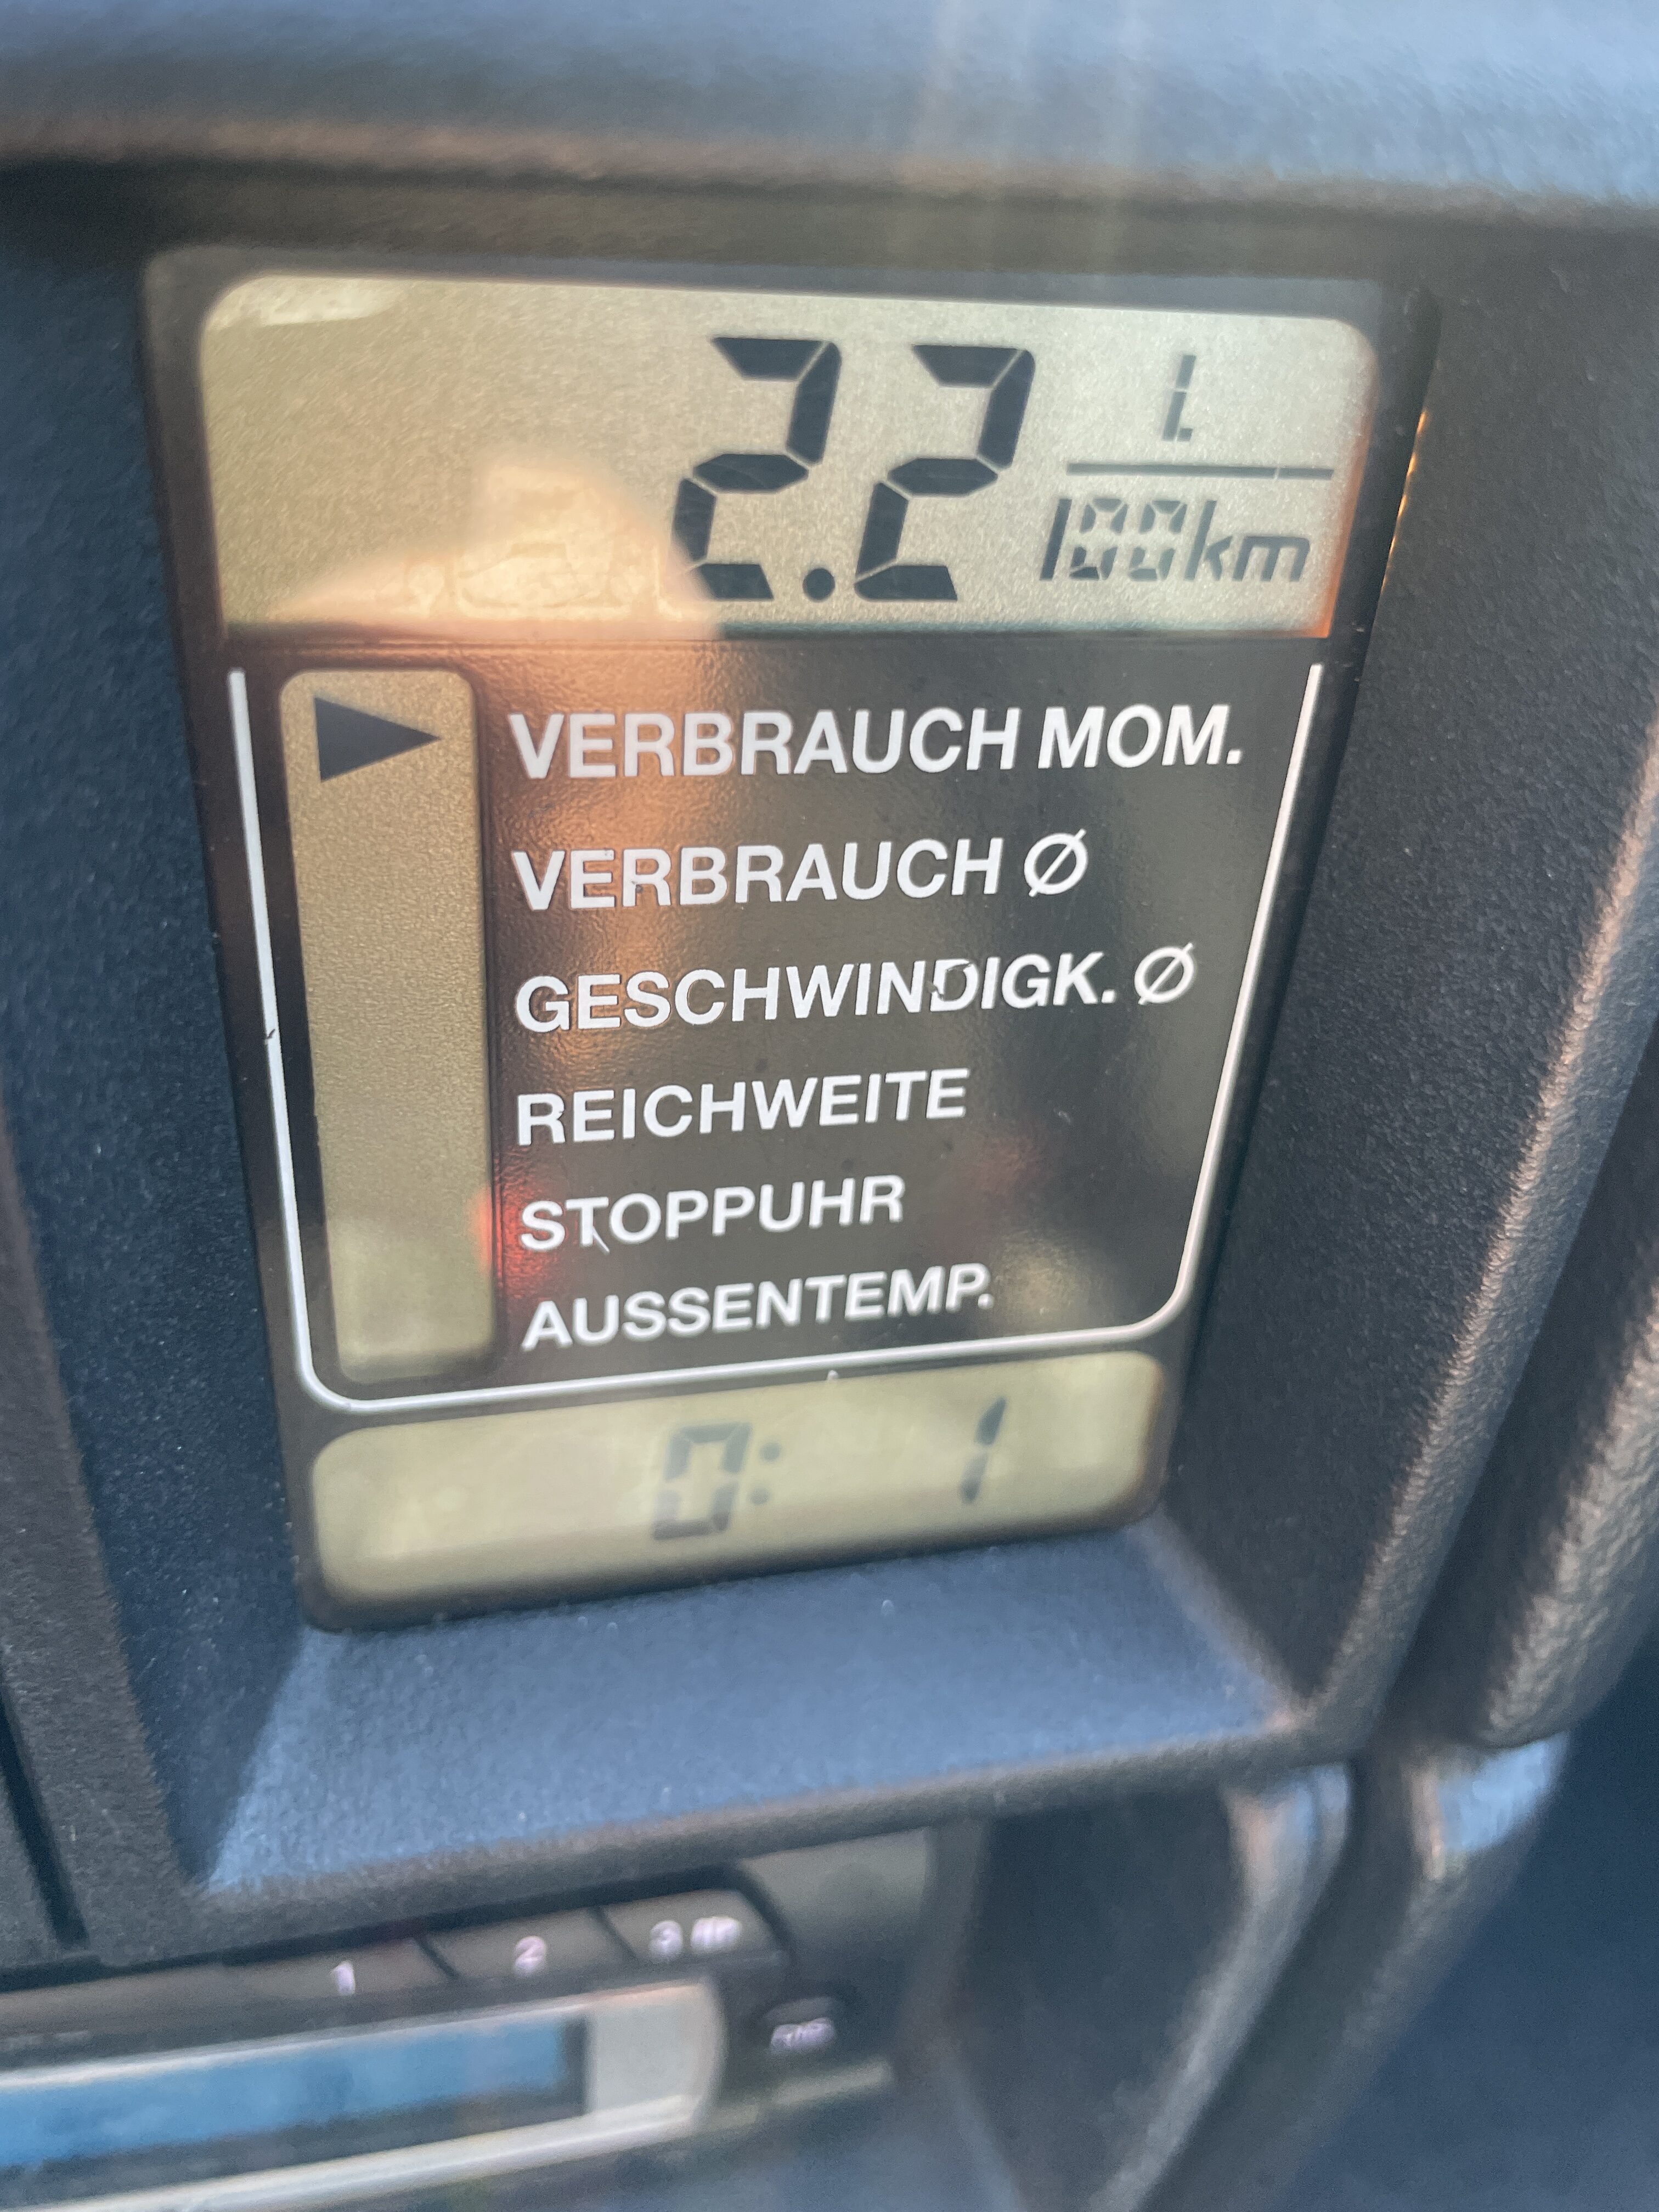 2.2 L
100km
VERBRAUCH MOM.
VERBRAUCH Ø
GESCHWINDIGK. Ø
REICHWEITE
STOPPUHR
AUSSENTEMP.
0: 1
1 2 3